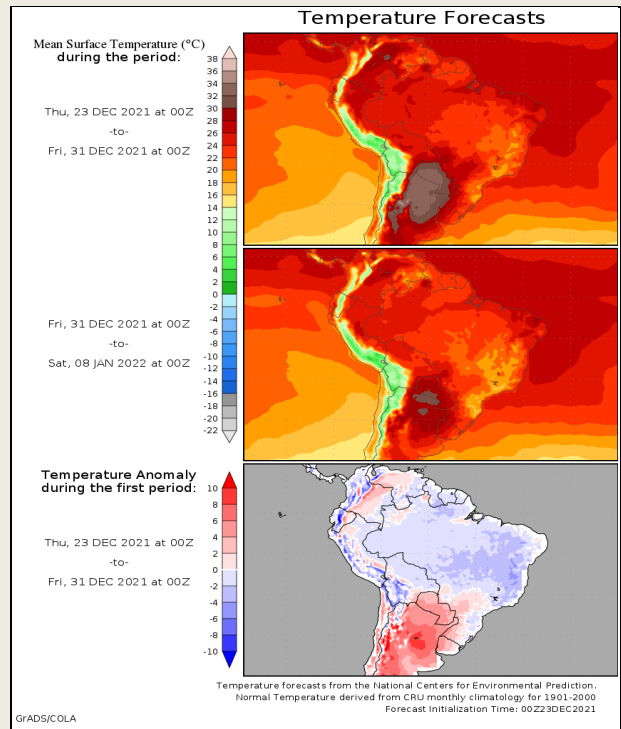 Temperature Forecasts
Mean Surface Temperature (°C)
during the period:
38
36
34
32
30
28
26
24
22
20
18
16
14
12
10
8
6
4
2
0
-2
-4
-6
-8
-10
-12
-14
-16
-18
-20
-22
Thu, 23 DEC 2021 at 00Z
-to-
Fri, 31 DEC 2021 at 00Z
Fri, 31 DEC 2021 at 00Z
-to-
Sat, 08 JAN 2022 at 00Z
Temperature Anomaly
during the first period:
10
8
6
4
2
0
-2
-4
-6
-8
-10
Thu, 23 DEC 2021 at 00Z
-to-
Fri, 31 DEC 2021 at 00Z
Temperature forecasts from the National Centers for Environmental Prediction.
Normal Temperature derived from CRU monthly climatology for 1901-2000
Forecast Initialization Time: 00Z23DEC2021
GrADS/COLA